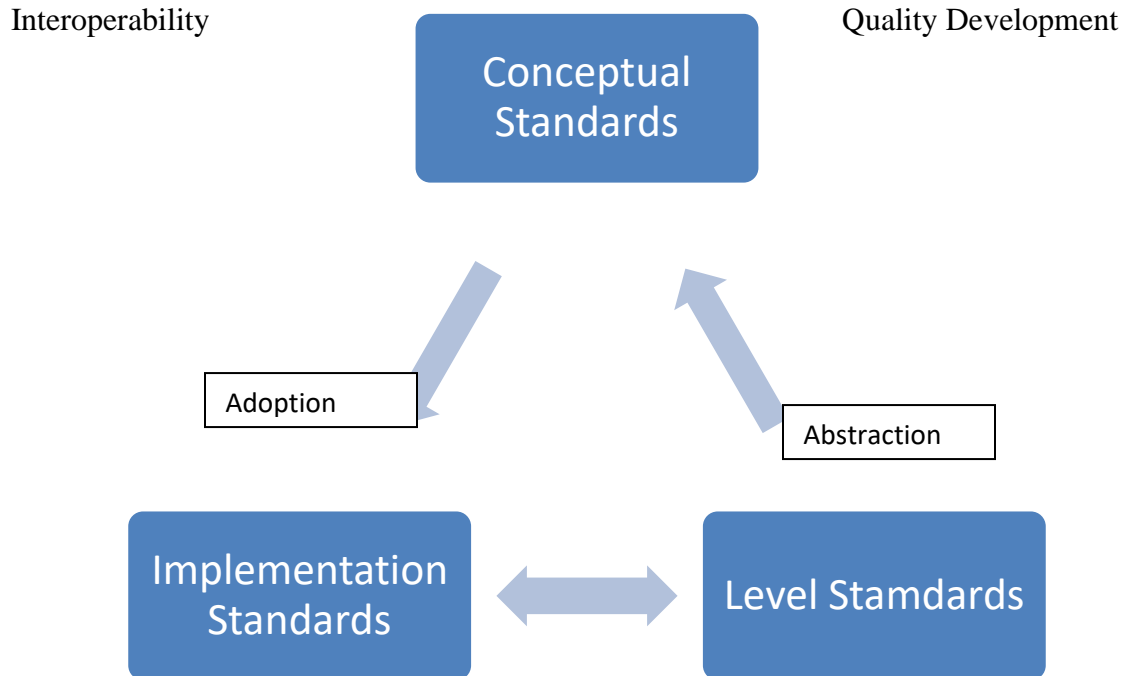 Interoperability
Quality Development
Conceptual
Standards
Adoption
Abstraction
Implementation
Standards
Level Stamdards